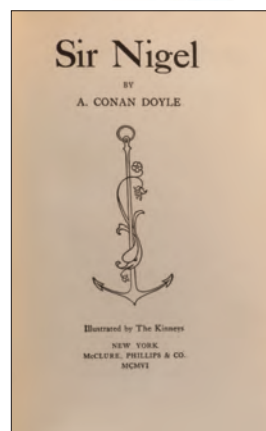 Sir Nigel
BY
A. CONAN DOYLE
Illustrated by The Kinneys
NEW YORK
McCLURE, PHILLIPS & CO.
MCMVI